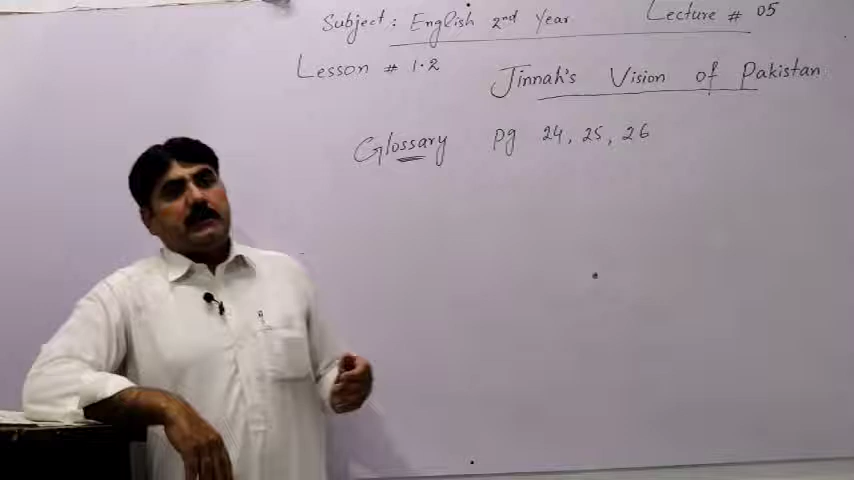 Subject: English 2nd Year Lecture # 05
Lesson # 1.2 Jinnah's Vision of Pakistan
Glossary pg 24, 25, 26